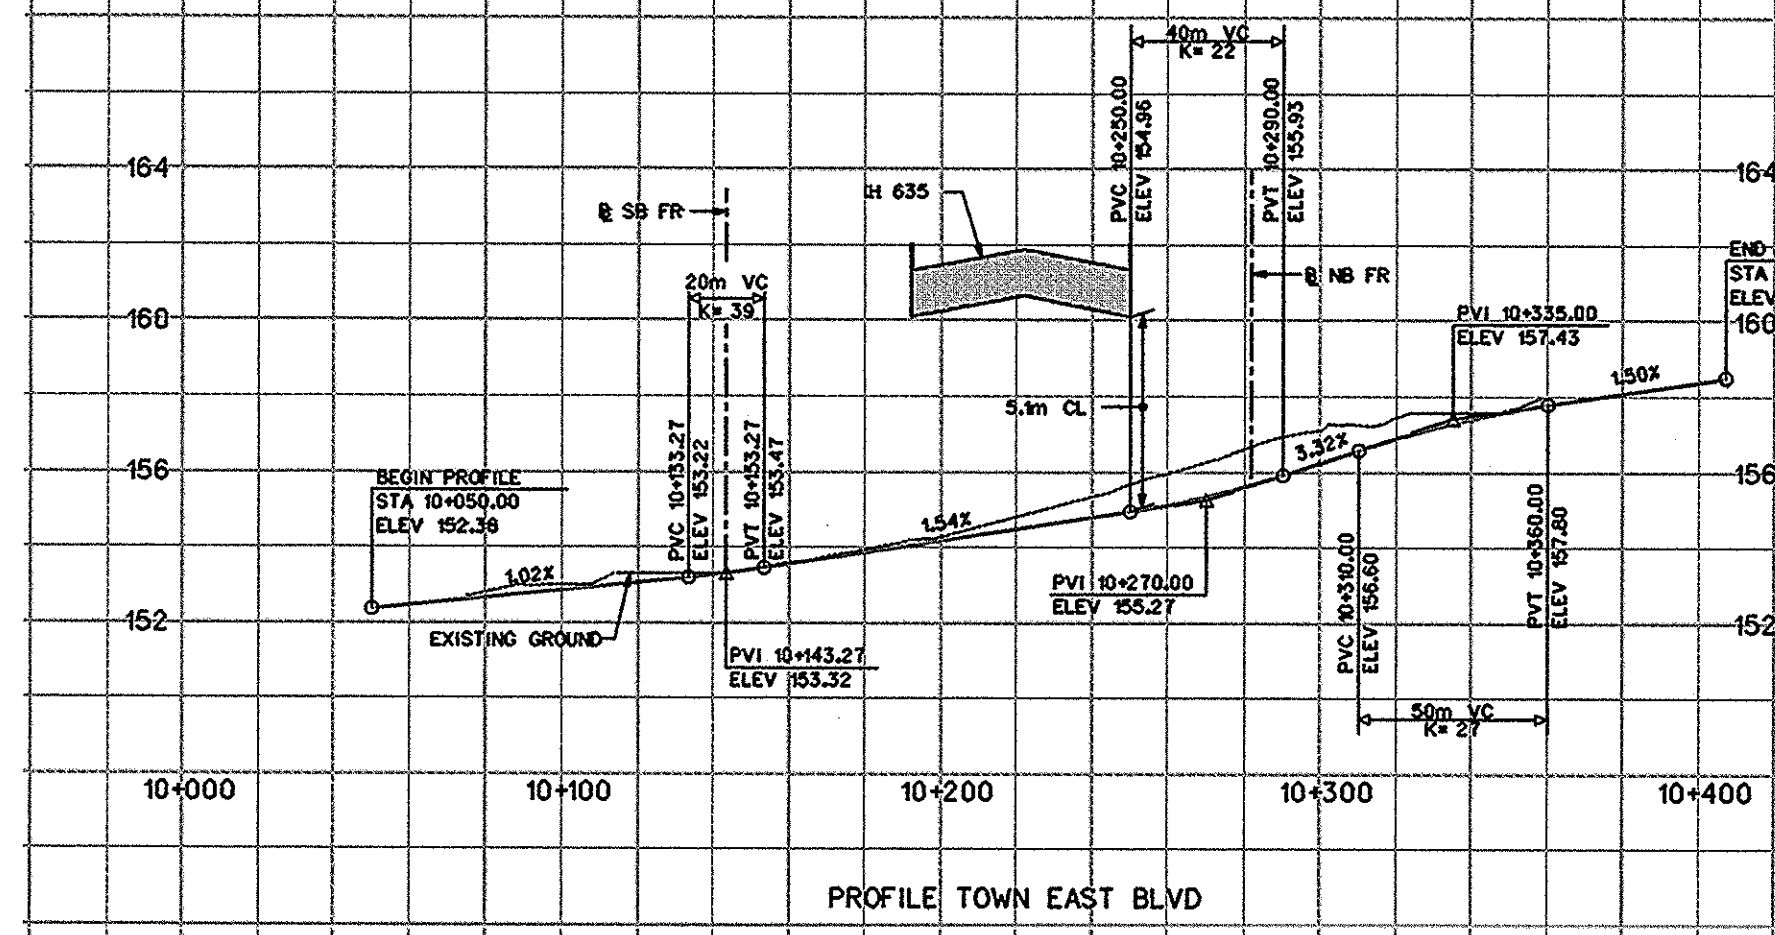 40m VC
K= 22
PVC 10+250.00
ELEV 154.96
PVT 10+290.00
ELEV 155.93
164
164
IH 635
℄ SB FR
℄ NB FR
END
STA
ELEV
20m VC
K= 39
160
160
PVI 10+335.00
ELEV 157.43
1.50%
5.1m CL
PVC 10+133.27
ELEV 153.22
PVT 10+153.27
ELEV 153.47
3.32%
156
156
BEGIN PROFILE
STA 10+050.00
ELEV 152.38
1.54%
1.02%
PVI 10+270.00
ELEV 155.27
PVC 10+310.00
ELEV 156.60
PVT 10+360.00
ELEV 157.80
152
152
EXISTING GROUND
PVI 10+143.27
ELEV 153.32
50m VC
K= 27
10+000
10+100
10+200
10+300
10+400
PROFILE TOWN EAST BLVD